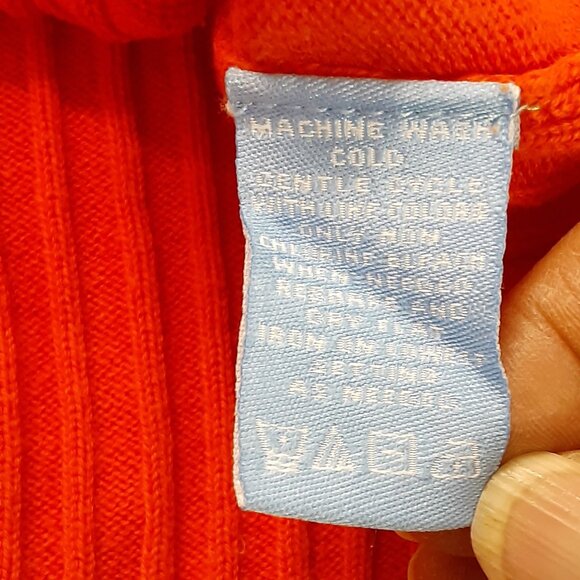 MACHINE WASH
COLD
GENTLE CYCLE
WITH LIKE COLORS
ONLY NON
CHLORINE BLEACH
WHEN NEEDED
RESHAPE AND
DRY FLAT
IRON ON LOWEST
SETTING
AS NEEDED